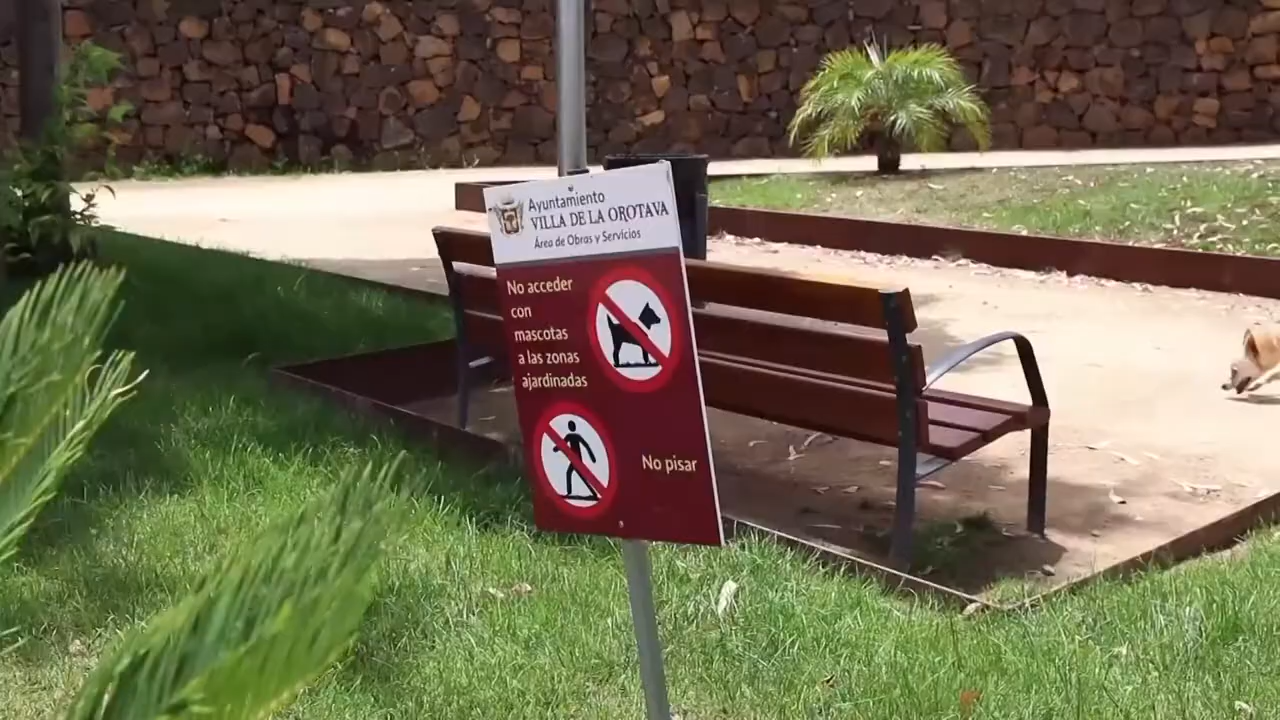 Ayuntamiento
VILLA DE LA OROTAVA
Área de Obras y Servicios
No acceder
con
mascotas
a las zonas
ajardinadas
No pisar